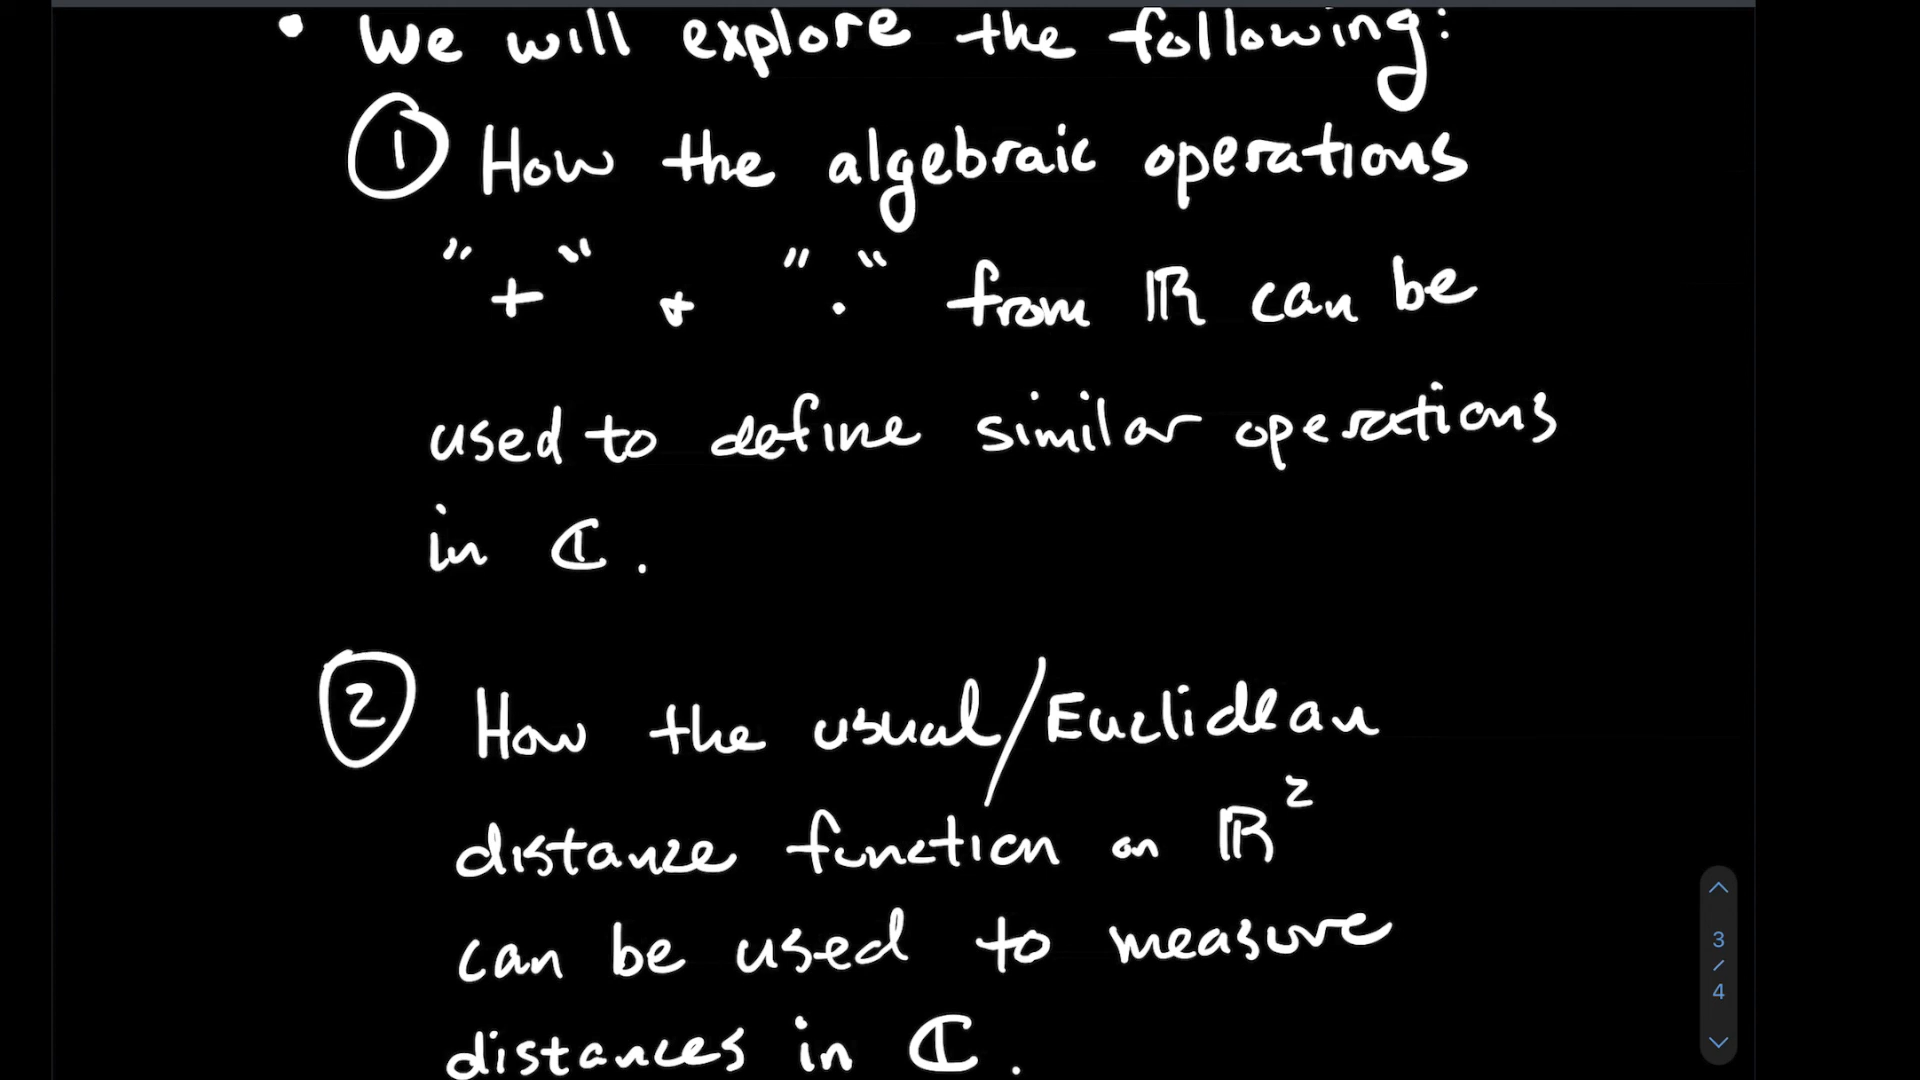 • We will explore the following:
① How the algebraic operations
"+" & "·" from ℝ can be
used to define similar operations
in ℂ.
② How the usual/Euclidean
distance function on ℝ²
can be used to measure
distances in ℂ.
3
/
4